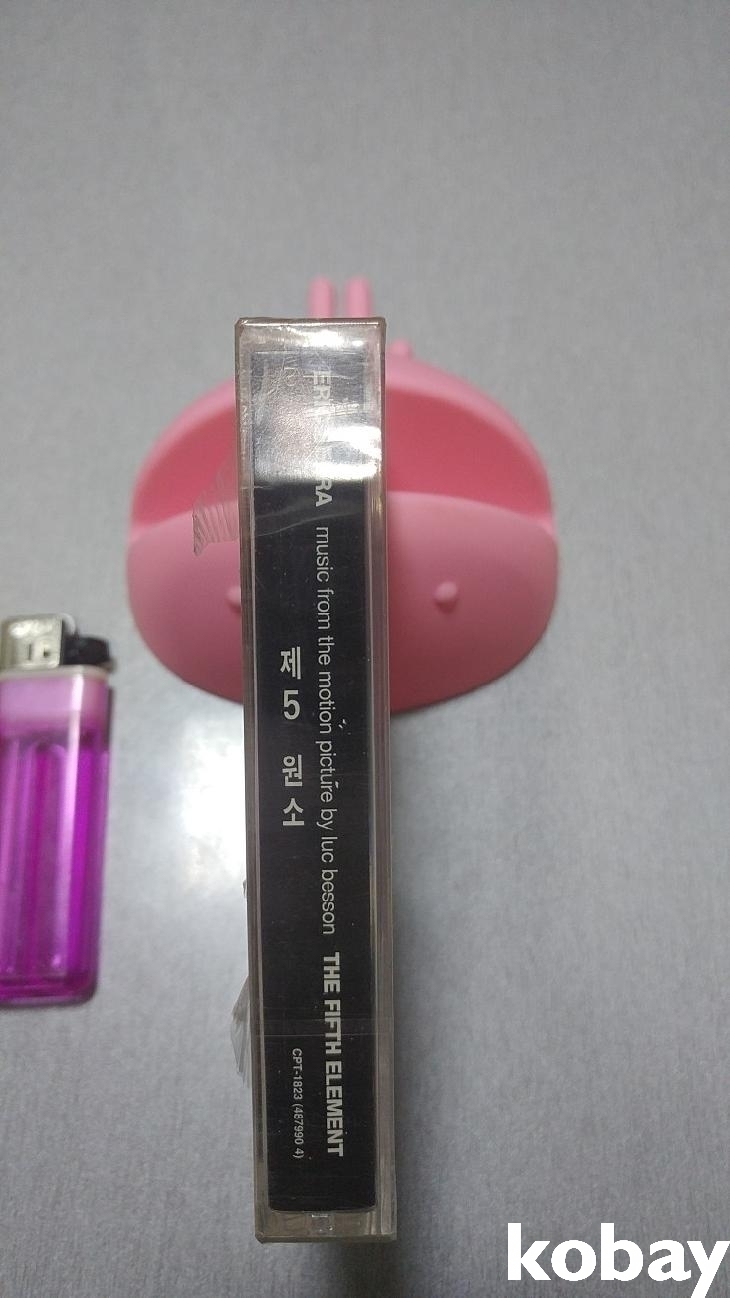 RA music from the motion picture by luc besson THE FIFTH ELEMENT
제 5 원소
CPT-1823 (487990 4)
kobay